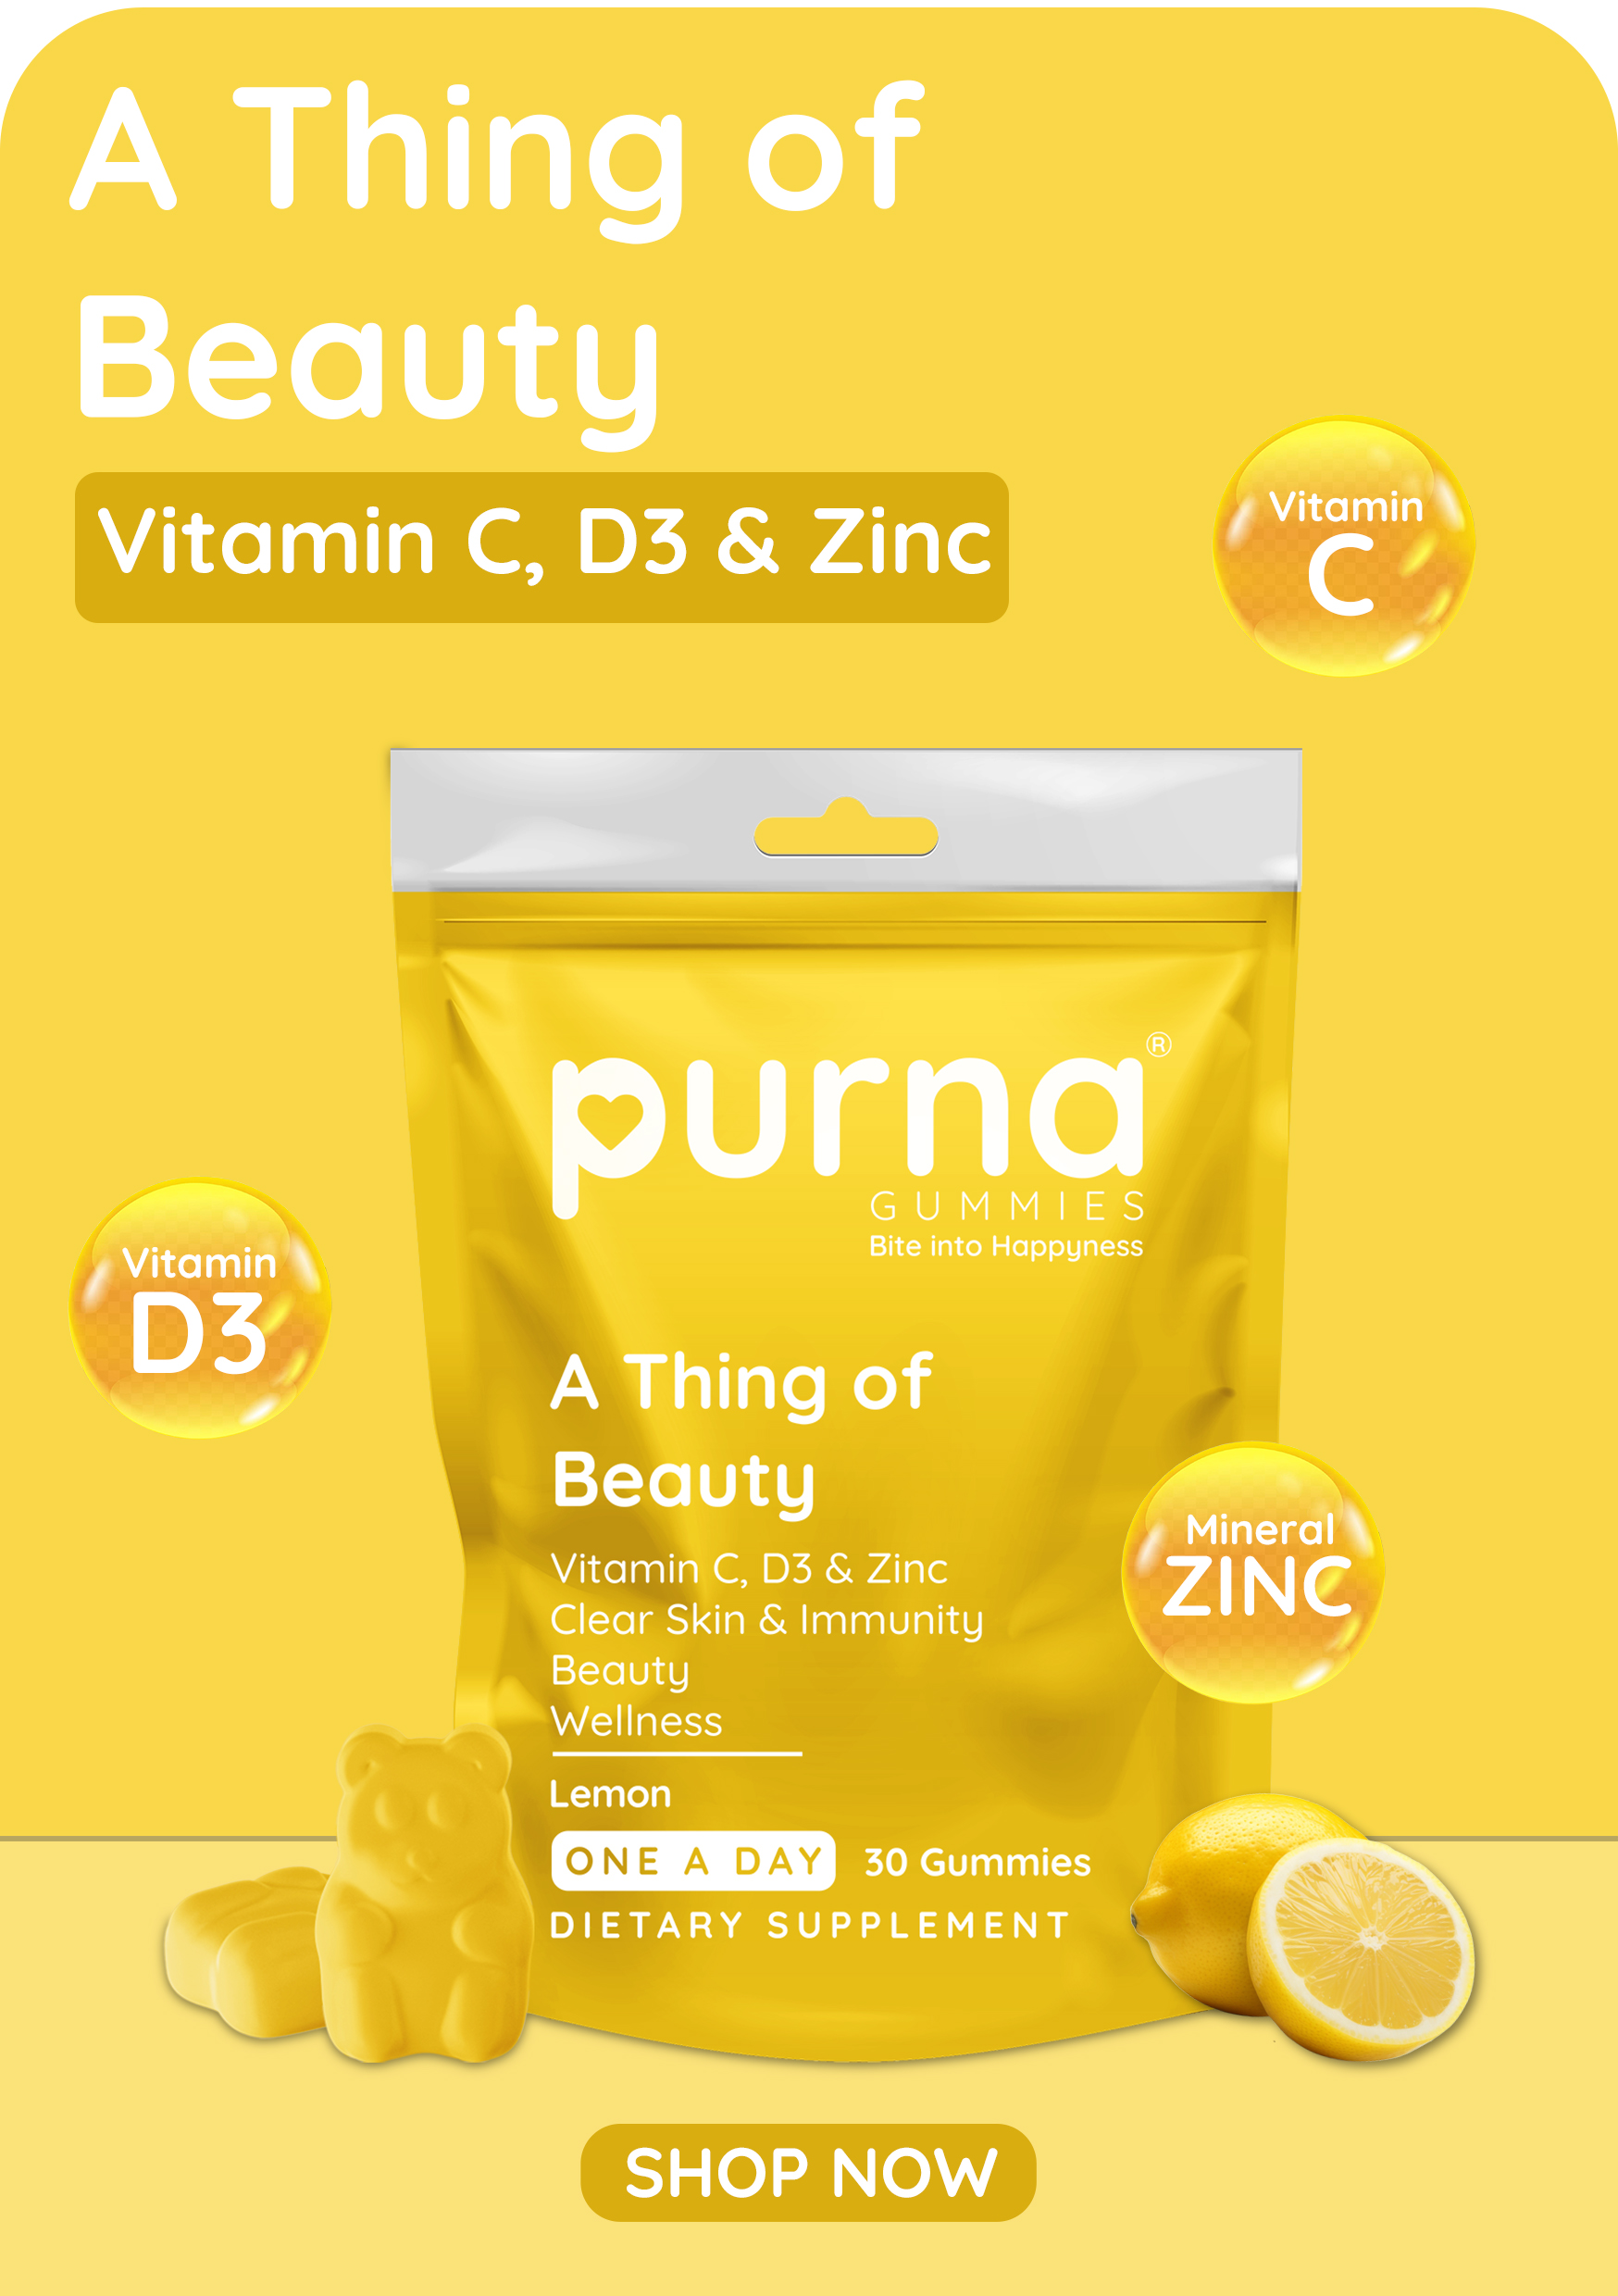 A Thing of
Beauty
Vitamin C, D3 & Zinc
Vitamin
C
purna®
GUMMIES
Bite into Happyness
Vitamin
D3
A Thing of
Beauty
Vitamin C, D3 & Zinc
Clear Skin & Immunity
Beauty
Wellness
Mineral
ZINC
Lemon
ONE A DAY 30 Gummies
DIETARY SUPPLEMENT
SHOP NOW